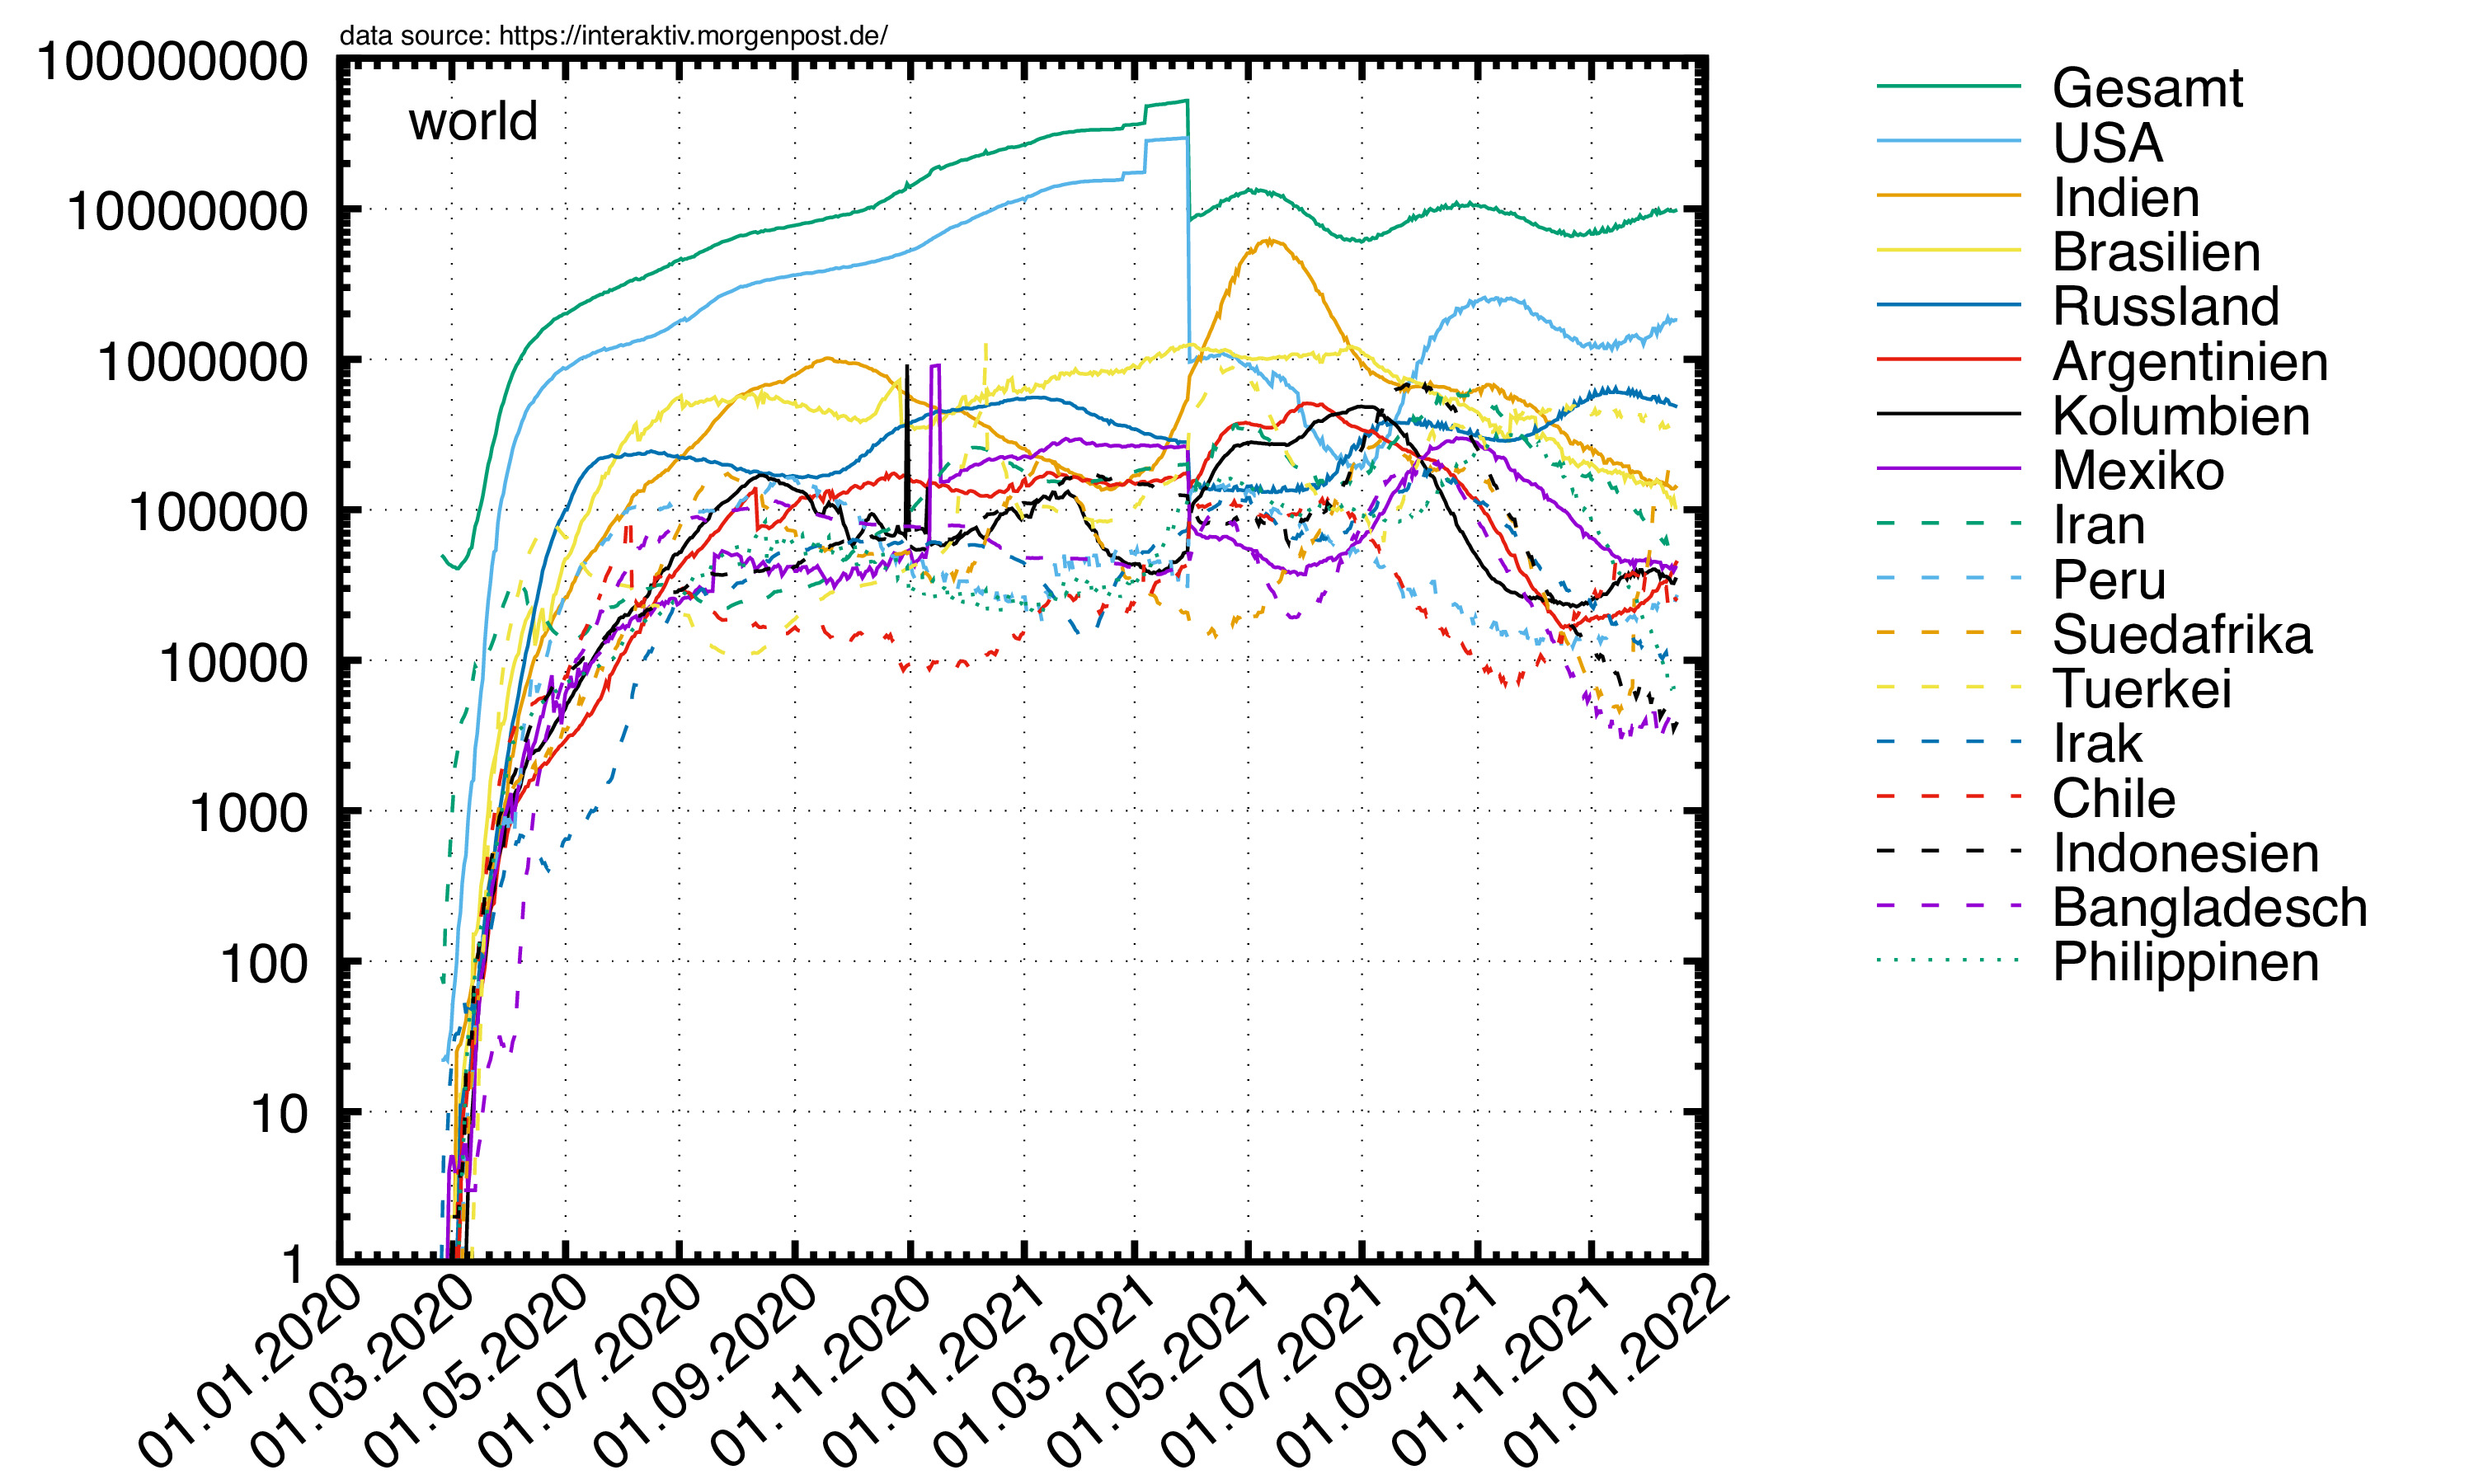 data source: https://interaktiv.morgenpost.de/
100000000
10000000
1000000
100000
10000
1000
100
10
1
world
01.01.2020
01.03.2020
01.05.2020
01.07.2020
01.09.2020
01.11.2020
01.01.2021
01.03.2021
01.05.2021
01.07.2021
01.09.2021
01.11.2021
01.01.2022
Gesamt
USA
Indien
Brasilien
Russland
Argentinien
Kolumbien
Mexiko
Iran
Peru
Suedafrika
Tuerkei
Irak
Chile
Indonesien
Bangladesch
Philippinen